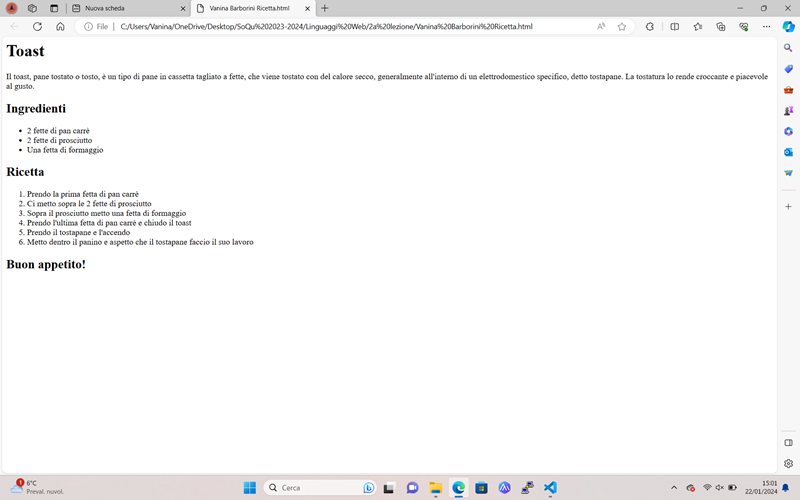 Nuova scheda
Vanina Barborini Ricetta.html
File
C:/Users/Vanina/OneDrive/Desktop/SoQu%202023-2024/Linguaggi%20Web/2a%20lezione/Vanina%20Barborini%20Ricetta.html
Toast
Il toast, pane tostato o tosto, è un tipo di pane in cassetta tagliato a fette, che viene tostato con del calore secco, generalmente all'interno di un elettrodomestico specifico, detto tostapane. La tostatura lo rende croccante e piacevole
al gusto.
Ingredienti
• 2 fette di pan carrè
• 2 fette di prosciutto
• Una fetta di formaggio
Ricetta
1. Prendo la prima fetta di pan carrè
2. Ci metto sopra le 2 fette di prosciutto
3. Sopra il prosciutto metto una fetta di formaggio
4. Prendo l'ultima fetta di pan carrè e chiudo il toast
5. Prendo il tostapane e l'accendo
6. Metto dentro il panino e aspetto che il tostapane faccio il suo lavoro
Buon appetito!
1
6°C
Preval. nuvol.
Cerca
15:01
22/01/2024